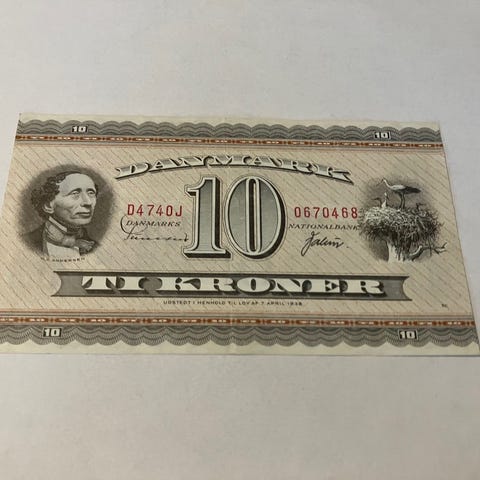 10 10
DANMARK
D4740J 10 0670468
DANMARKS NATIONALBANK
H.C. ANDERSEN
TI KRONER
UDSTEDT I HENHOLD TIL LOV AF 7. APRIL 1936
10 10